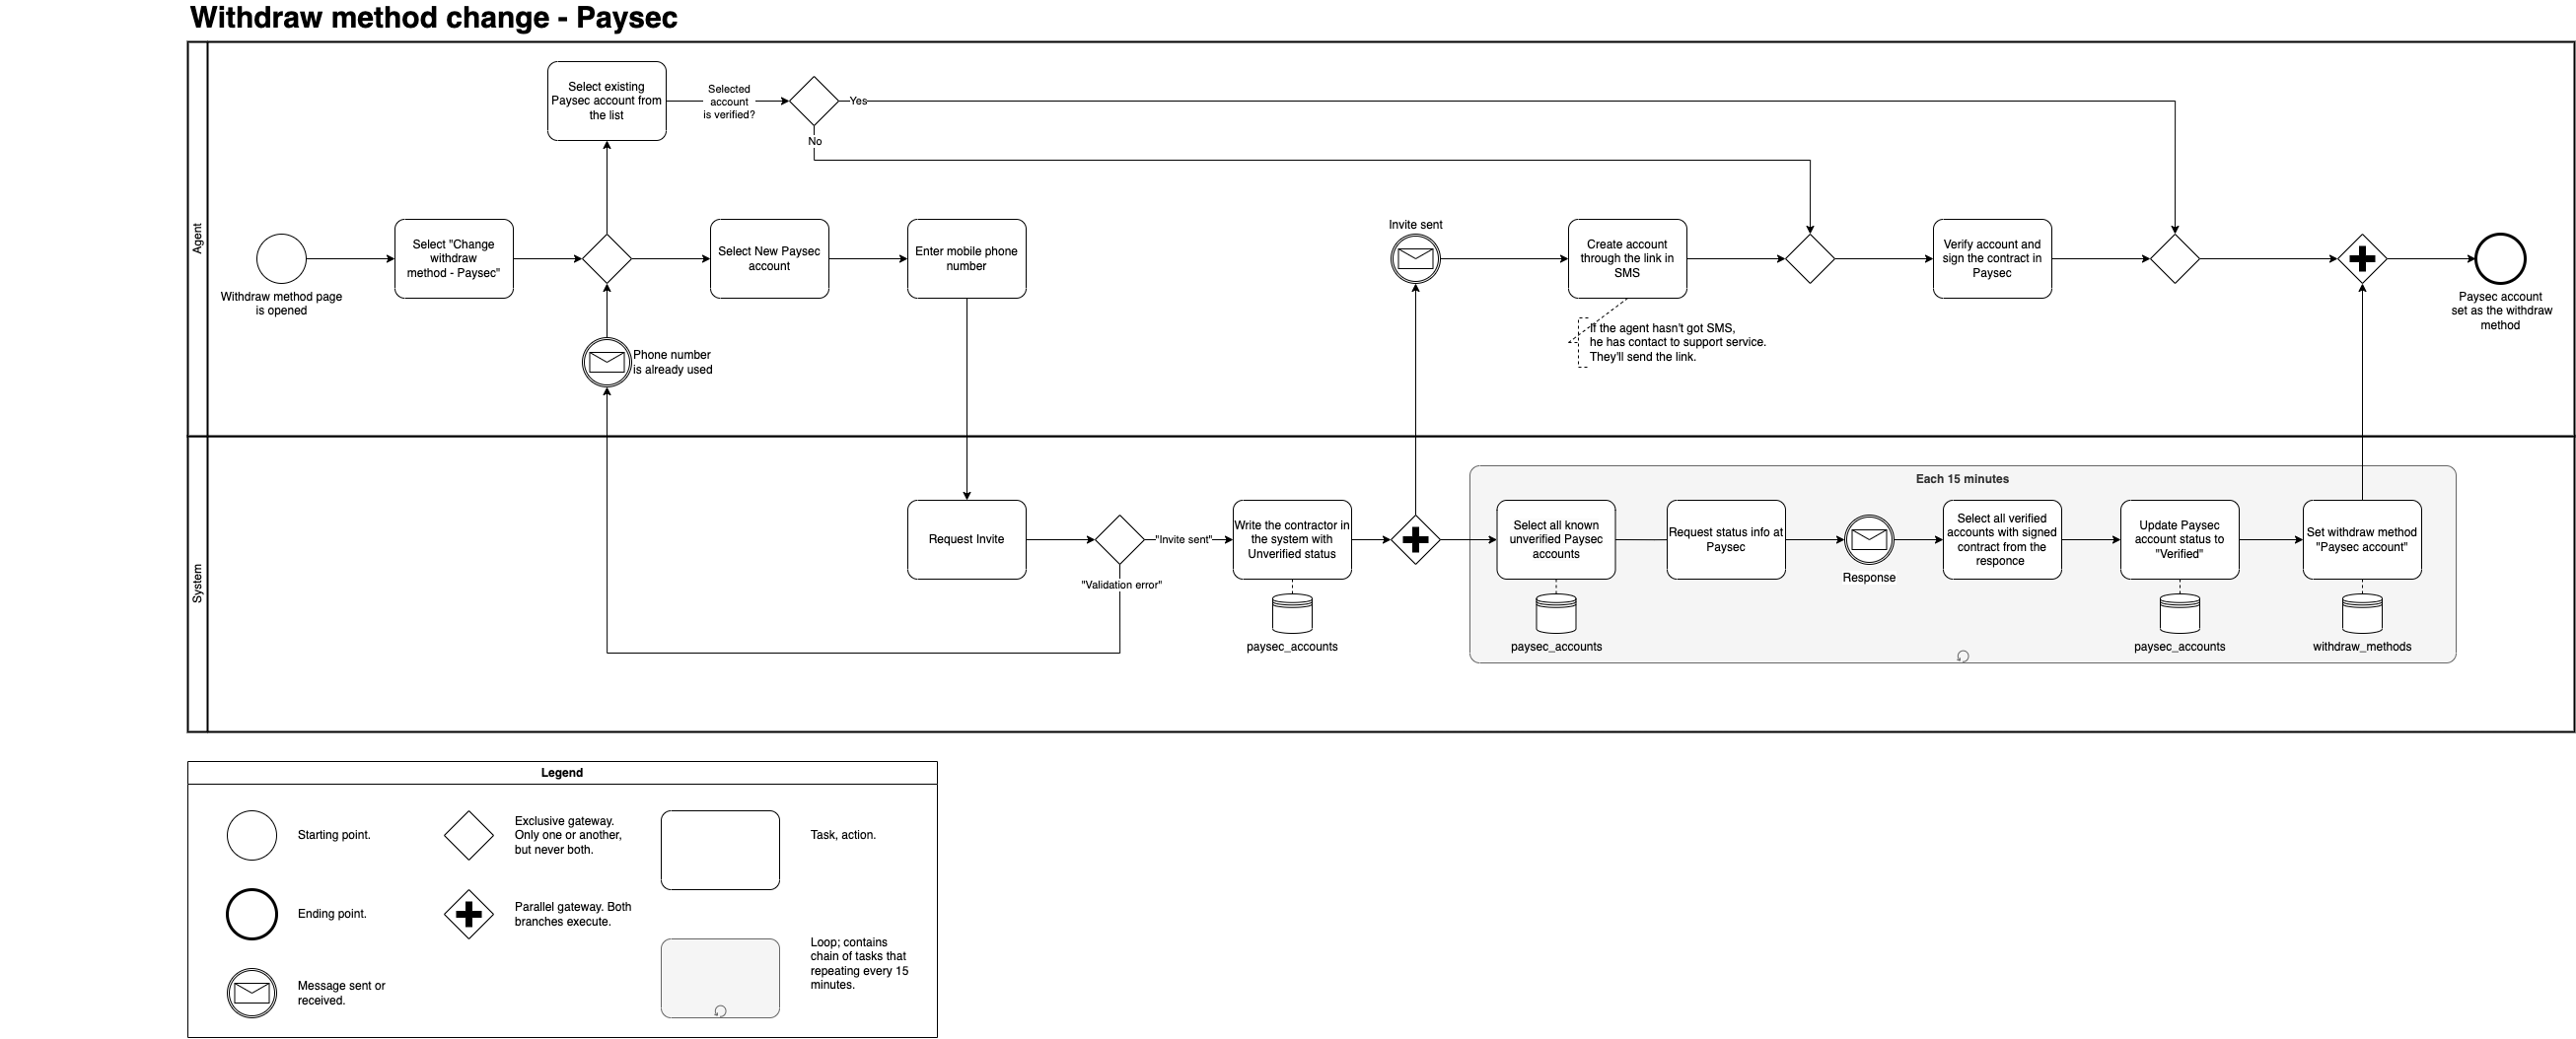 Withdraw method change - Paysec
Agent
Select existing
Paysec account from
the list
Selected
account
is verified?
Yes
No
Withdraw method page
is opened
Select "Change
withdraw
method - Paysec"
Select New Paysec
account
Enter mobile phone
number
Phone number
is already used
Invite sent
Create account
through the link in
SMS
If the agent hasn't got SMS,
he has contact to support service.
They'll send the link.
Verify account and
sign the contract in
Paysec
Paysec account
set as the withdraw
method
System
Request Invite
"Invite sent"
"Validation error"
Write the contractor in
the system with
Unverified status
paysec_accounts
Each 15 minutes
Select all known
unverified Paysec
accounts
paysec_accounts
Request status info at
Paysec
Response
Select all verified
accounts with signed
contract from the
responce
Update Paysec
account status to
"Verified"
paysec_accounts
Set withdraw method
"Paysec account"
withdraw_methods
Legend
Starting point.
Exclusive gateway.
Only one or another,
but never both.
Task, action.
Ending point.
Parallel gateway. Both
branches execute.
Message sent or
received.
Loop; contains
chain of tasks that
repeating every 15
minutes.